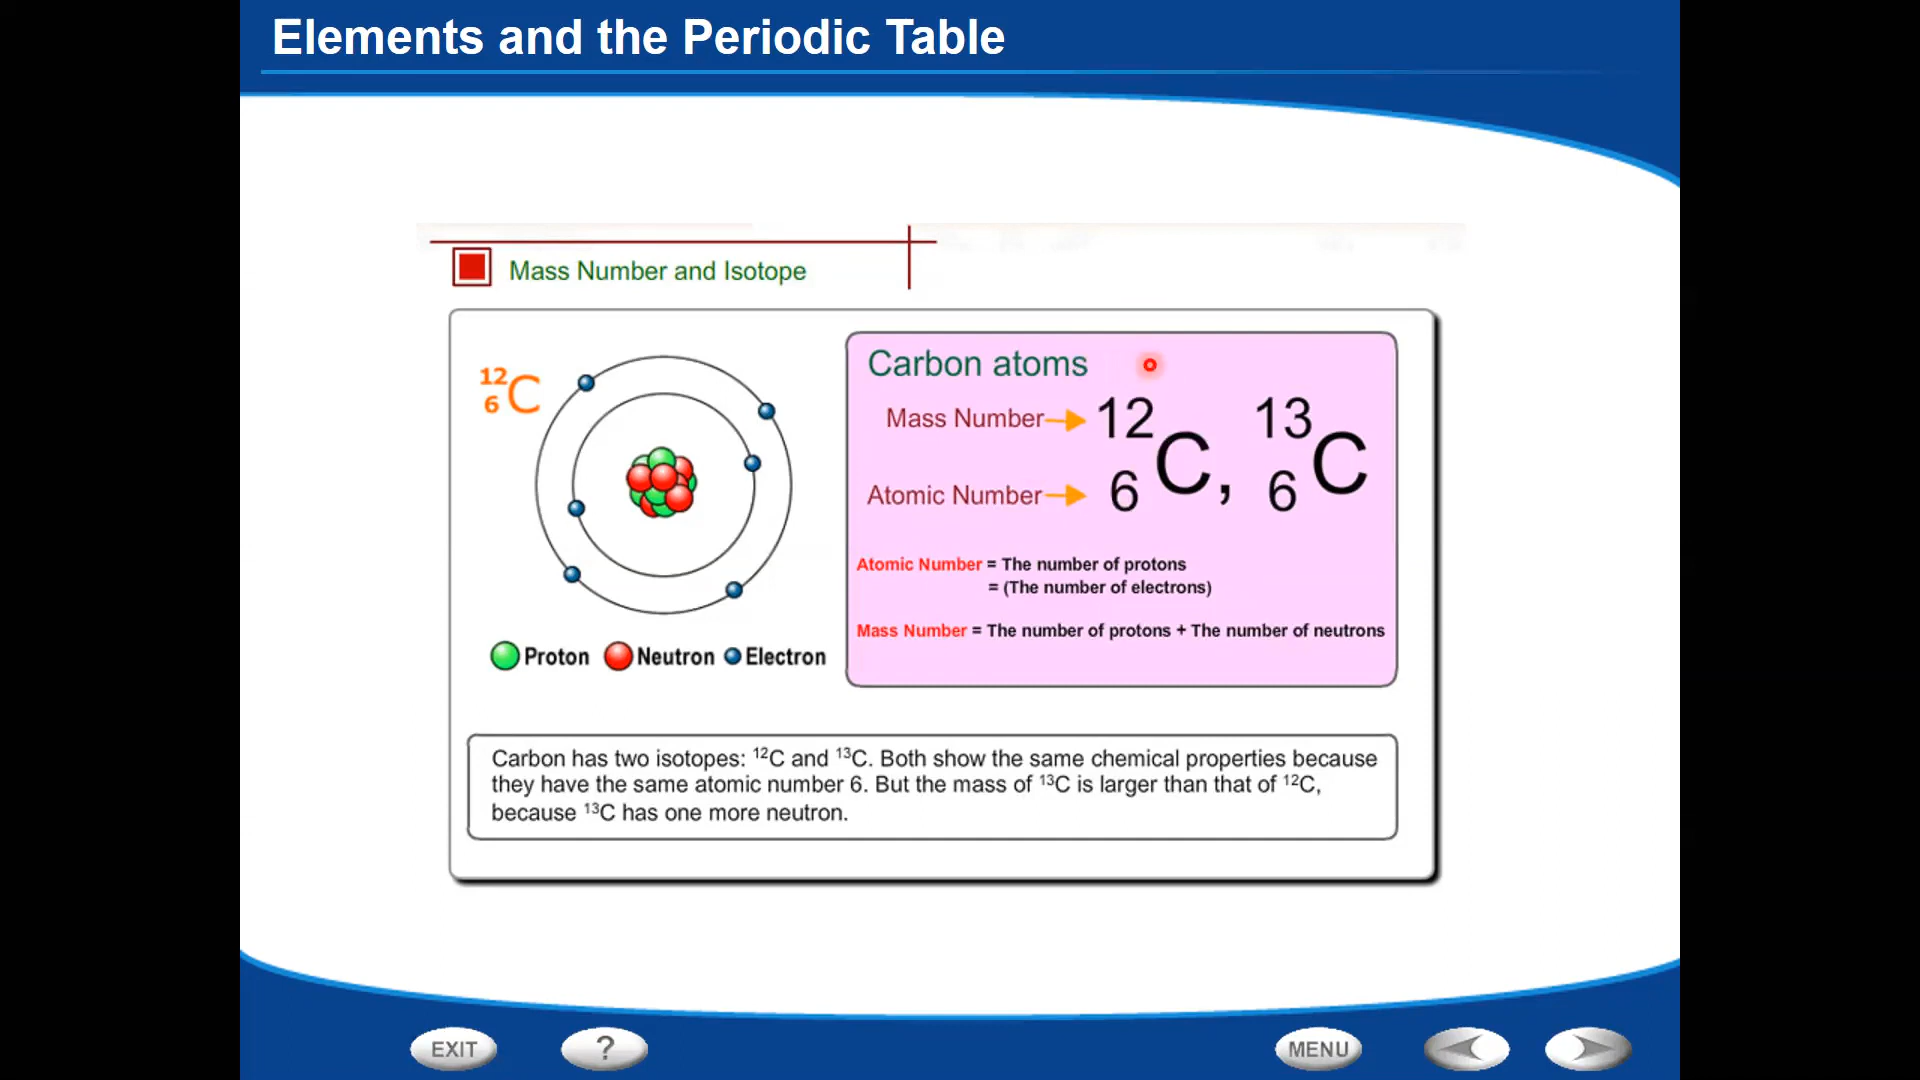 Elements and the Periodic Table
Mass Number and Isotope
12
6 C
Proton Neutron Electron
Carbon atoms
Mass Number 12 13
C, C
Atomic Number 6 6
Atomic Number = The number of protons
= (The number of electrons)
Mass Number = The number of protons + The number of neutrons
Carbon has two isotopes: ¹²C and ¹³C. Both show the same chemical properties because
they have the same atomic number 6. But the mass of ¹³C is larger than that of ¹²C,
because ¹³C has one more neutron.
EXIT ? MENU